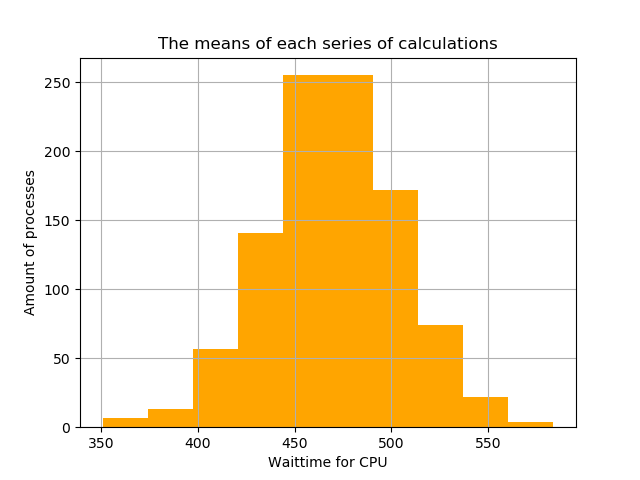 The means of each series of calculations
Amount of processes
250
200
150
100
50
0
350 400 450 500 550
Waittime for CPU